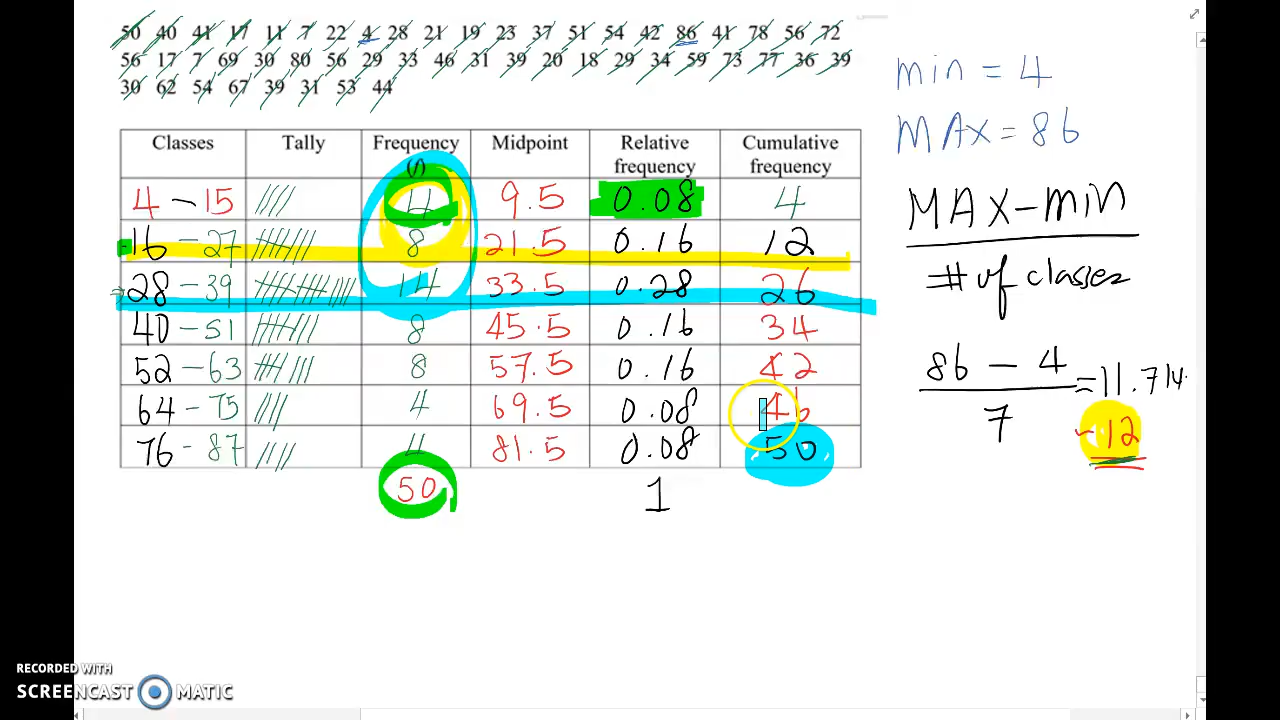 50 40 41 17 11 7 22 4 28 21 19 23 37 51 54 42 86 41 78 56 72
56 17 7 69 30 80 56 29 33 46 31 39 20 18 29 34 59 73 77 36 39
30 62 54 67 39 31 53 44
min = 4
MAX = 86
Classes Tally Frequency (f) Midpoint Relative frequency Cumulative frequency
4 – 15 //// 4 9.5 0.08 4
16 – 27 8 21.5 0.16 12
28 – 39 14 33.5 0.28 26
40 – 51 8 45.5 0.16 34
52 – 63 8 57.5 0.16 42
64 – 75 //// 4 69.5 0.08 46
76 – 87 //// 4 81.5 0.08 50
50 1
MAX – min
# of classes
86 – 4
7
= 11.714
~ 12
RECORDED WITH
SCREENCAST MATIC